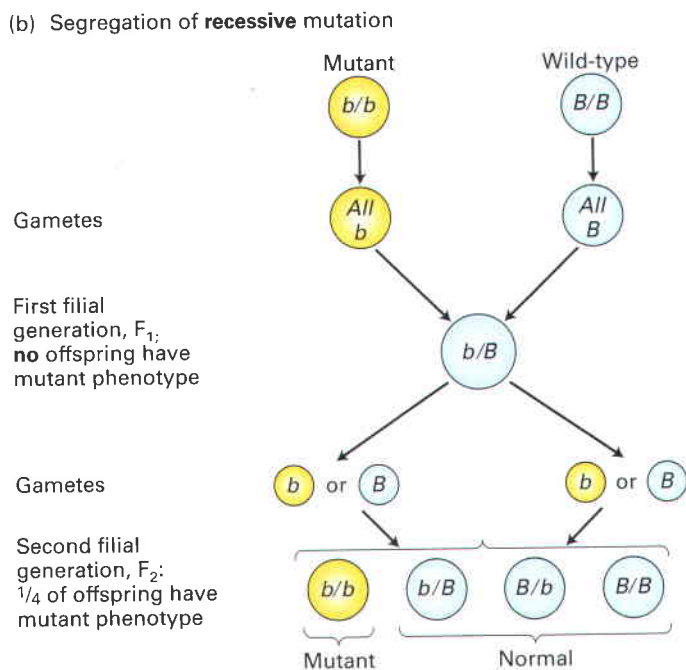 (b) Segregation of recessive mutation
Mutant
Wild-type
b/b
B/B
Gametes
All
b
All
B
First filial
generation, F1;
no offspring have
mutant phenotype
b/B
Gametes
b or B
b or B
Second filial
generation, F2:
1/4 of offspring have
mutant phenotype
b/b
b/B
B/b
B/B
Mutant
Normal